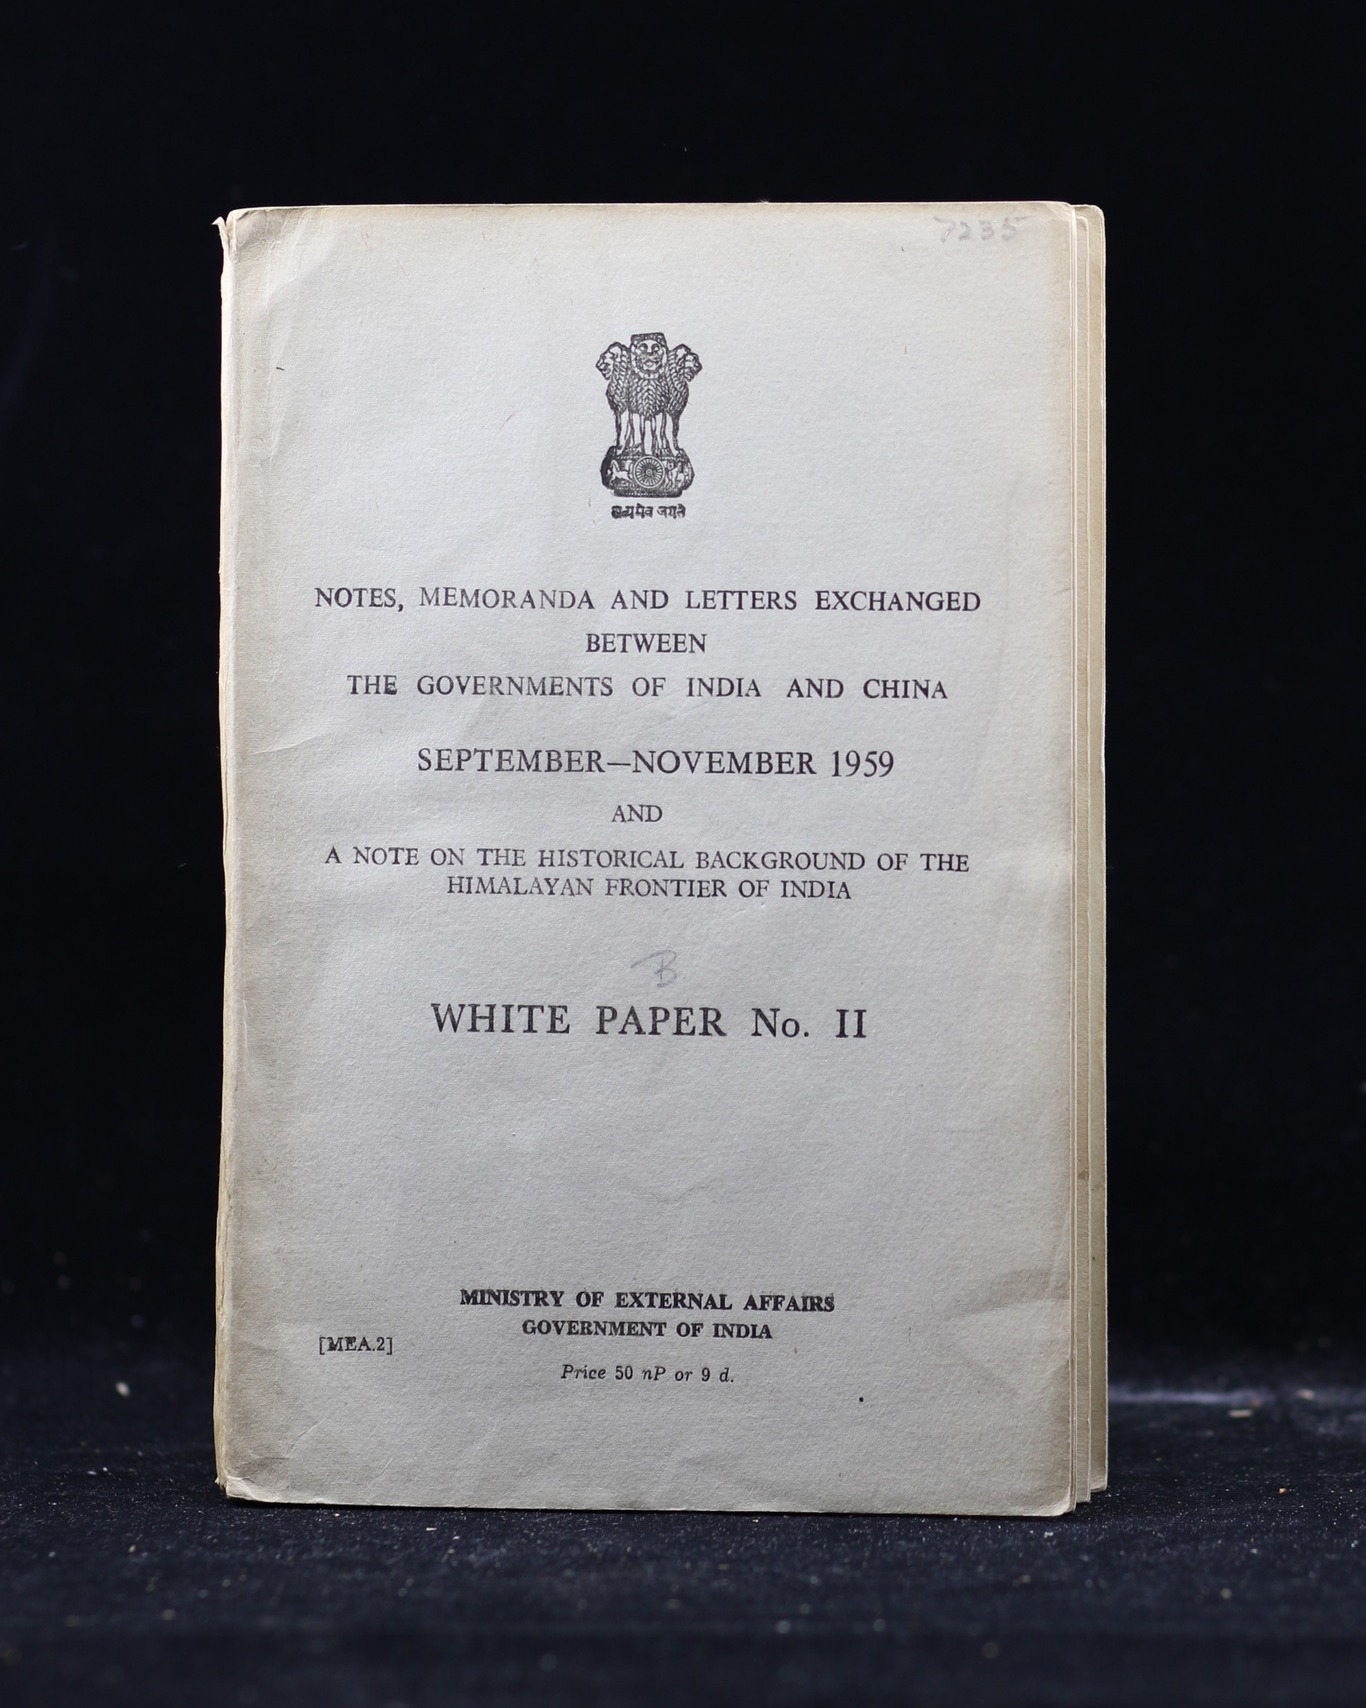 7235
सत्यमेव जयते
NOTES, MEMORANDA AND LETTERS EXCHANGED
BETWEEN
THE GOVERNMENTS OF INDIA AND CHINA
SEPTEMBER—NOVEMBER 1959
AND
A NOTE ON THE HISTORICAL BACKGROUND OF THE
HIMALAYAN FRONTIER OF INDIA
B
WHITE PAPER No. II
MINISTRY OF EXTERNAL AFFAIRS
GOVERNMENT OF INDIA
[MEA.2]
Price 50 nP or 9 d.